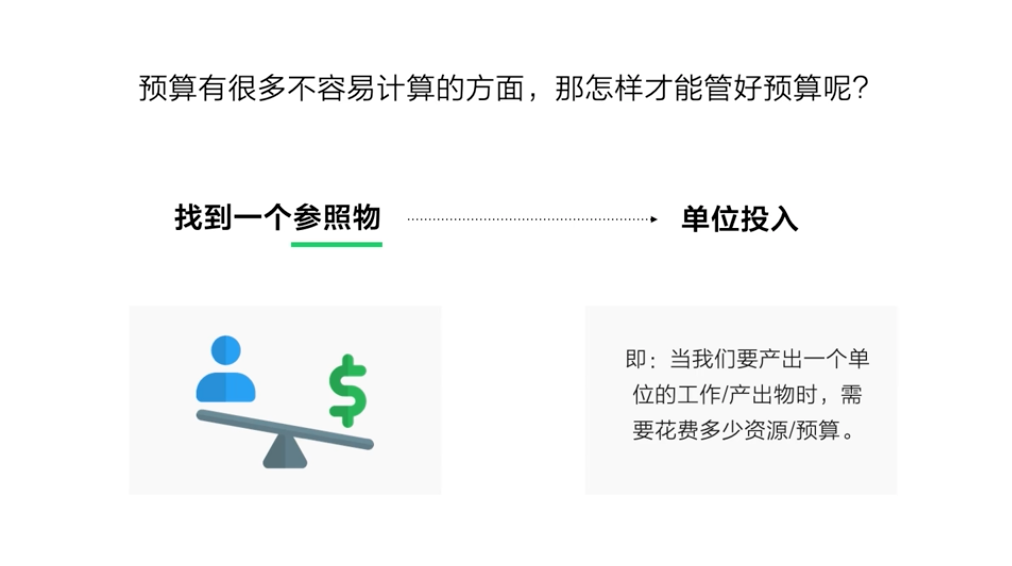 预算有很多不容易计算的方面，那怎样才能管好预算呢？
找到一个参照物
单位投入
即：当我们要产出一个单
位的工作/产出物时，需
要花费多少资源/预算。